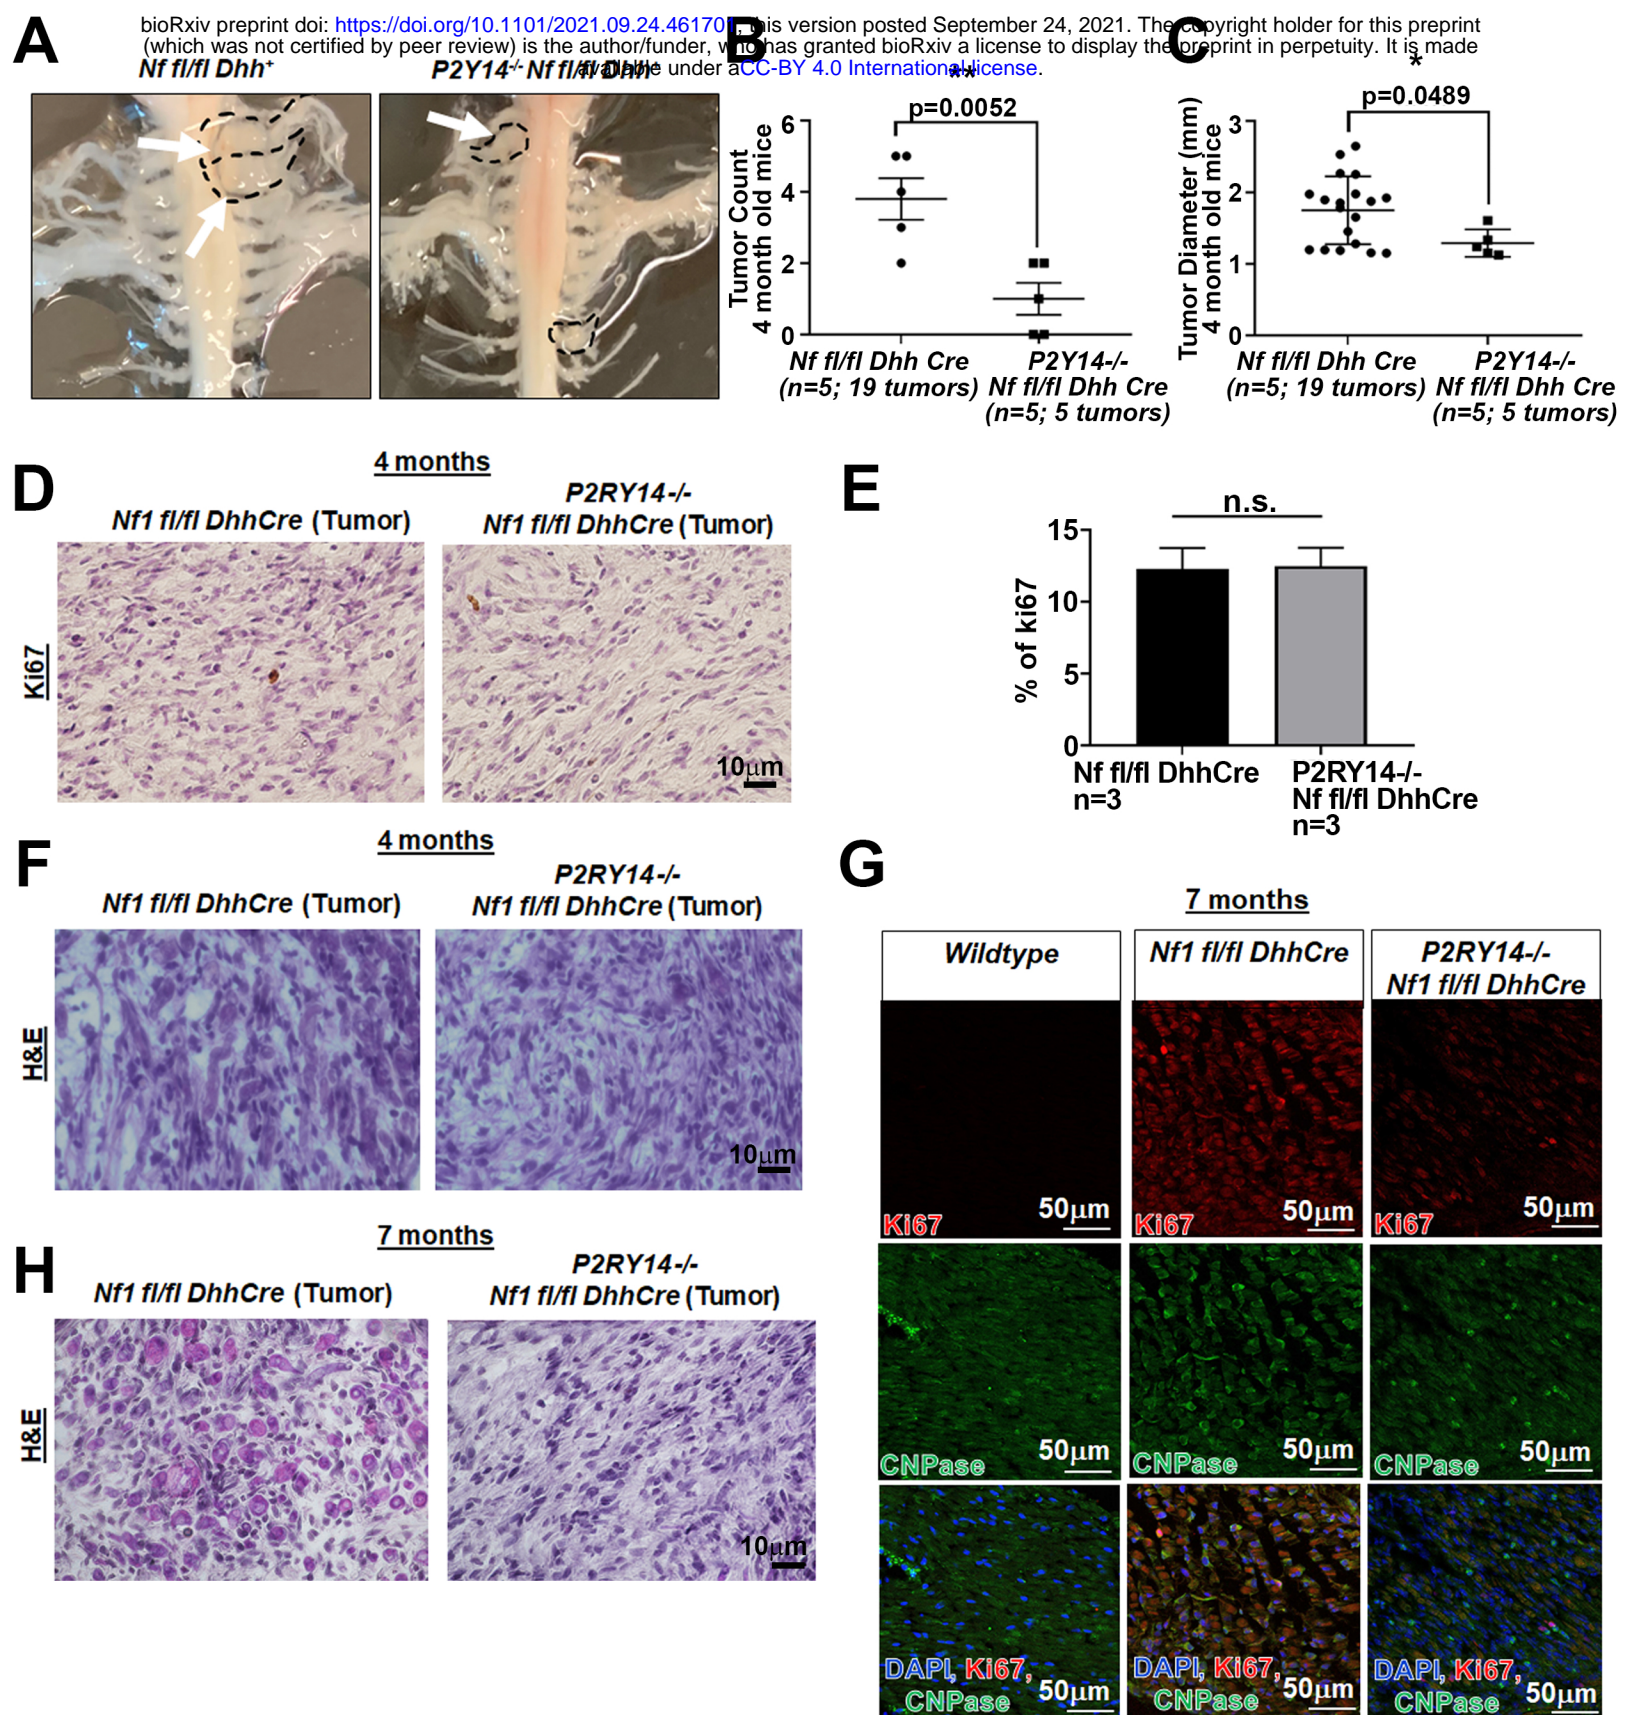 bioRxiv preprint doi: https://doi.org/10.1101/2021.09.24.461701; this version posted September 24, 2021. The copyright holder for this preprint
(which was not certified by peer review) is the author/funder, who has granted bioRxiv a license to display the preprint in perpetuity. It is made
available under aCC-BY 4.0 International license.
A
Nf fl/fl Dhh+
P2Y14-/- Nf fl/fl Dhh+
B
**
p=0.0052
Tumor Count
4 month old mice
6
4
2
0
Nf fl/fl Dhh Cre
(n=5; 19 tumors)
P2Y14-/-
Nf fl/fl Dhh Cre
(n=5; 5 tumors)
C
*
p=0.0489
Tumor Diameter (mm)
4 month old mice
3
2
1
0
Nf fl/fl Dhh Cre
(n=5; 19 tumors)
P2Y14-/-
Nf fl/fl Dhh Cre
(n=5; 5 tumors)
D
4 months
Nf1 fl/fl DhhCre (Tumor)
P2RY14-/-
Nf1 fl/fl DhhCre (Tumor)
Ki67
10μm
E
n.s.
% of ki67
15
10
5
0
Nf fl/fl DhhCre
n=3
P2RY14-/-
Nf fl/fl DhhCre
n=3
F
4 months
Nf1 fl/fl DhhCre (Tumor)
P2RY14-/-
Nf1 fl/fl DhhCre (Tumor)
H&E
10μm
G
7 months
Wildtype
Nf1 fl/fl DhhCre
P2RY14-/-
Nf1 fl/fl DhhCre
Ki67
50μm
Ki67
50μm
Ki67
50μm
CNPase
50μm
CNPase
50μm
CNPase
50μm
DAPI, Ki67,
CNPase
50μm
DAPI, Ki67,
CNPase
50μm
DAPI, Ki67,
CNPase
50μm
H
7 months
Nf1 fl/fl DhhCre (Tumor)
P2RY14-/-
Nf1 fl/fl DhhCre (Tumor)
H&E
10μm